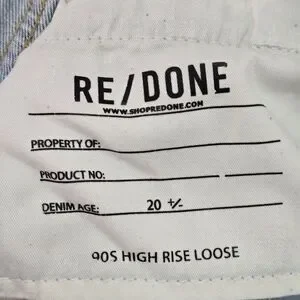 RE/DONE
WWW.SHOPREDONE.COM
PROPERTY OF:
PRODUCT NO:
DENIM AGE: 20 +/-
90S HIGH RISE LOOSE